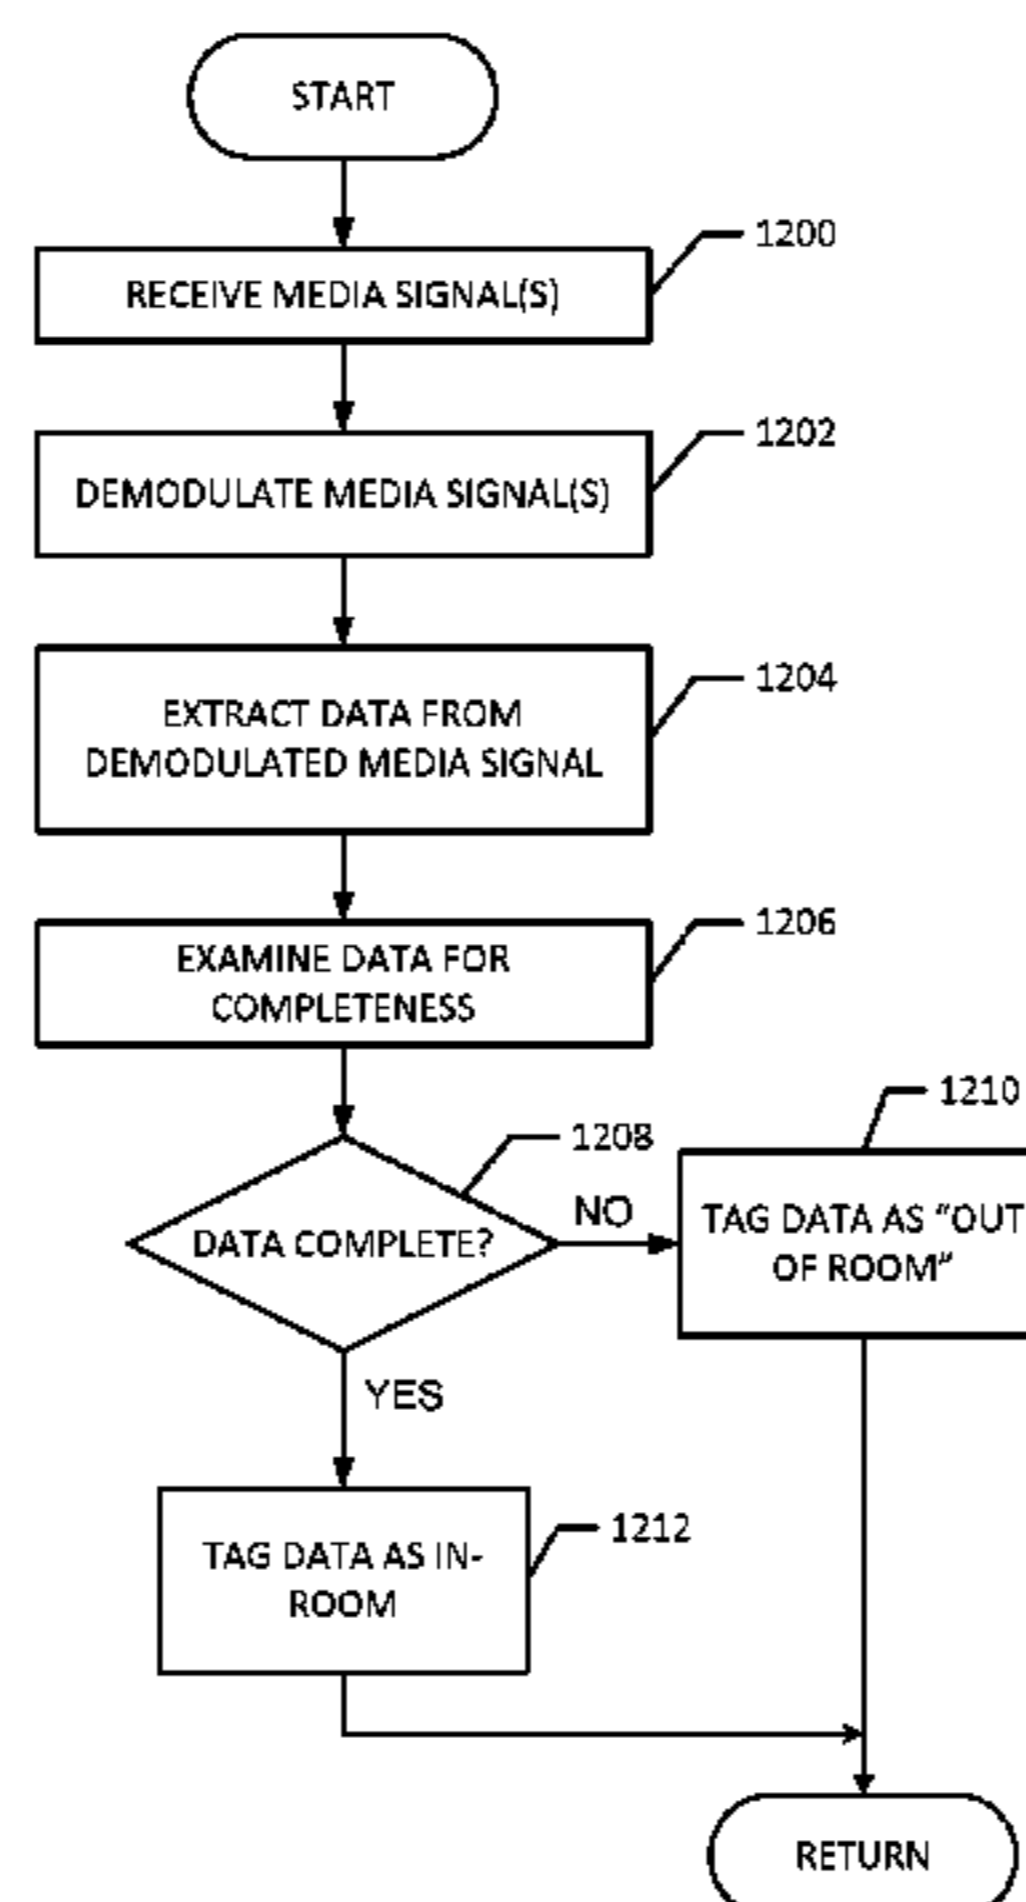 START
1200
RECEIVE MEDIA SIGNAL(S)
1202
DEMODULATE MEDIA SIGNAL(S)
1204
EXTRACT DATA FROM
DEMODULATED MEDIA SIGNAL
1206
EXAMINE DATA FOR
COMPLETENESS
1208
DATA COMPLETE?
NO
1210
TAG DATA AS “OUT
OF ROOM”
YES
1212
TAG DATA AS IN-
ROOM
RETURN